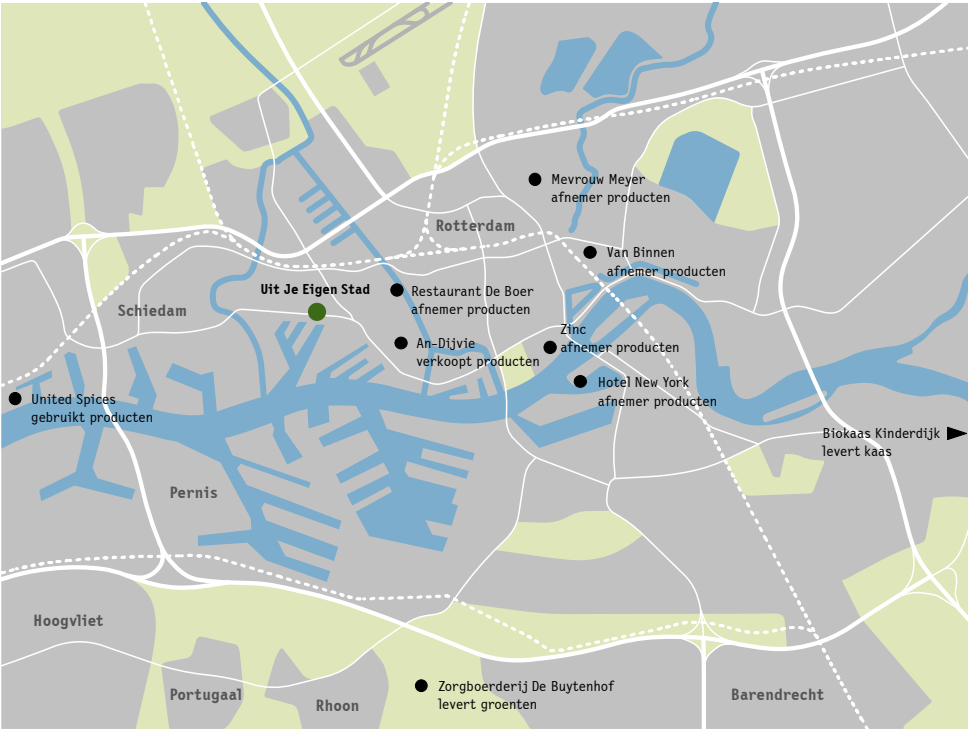 Mevrouw Meyer
afnemer producten
Rotterdam
Van Binnen
afnemer producten
Uit Je Eigen Stad
Restaurant De Boer
afnemer producten
Schiedam
Zinc
afnemer producten
An-Dijvie
verkoopt producten
Hotel New York
afnemer producten
United Spices
gebruikt producten
Biokaas Kinderdijk
levert kaas
Pernis
Hoogvliet
Portugaal
Rhoon
Zorgboerderij De Buytenhof
levert groenten
Barendrecht